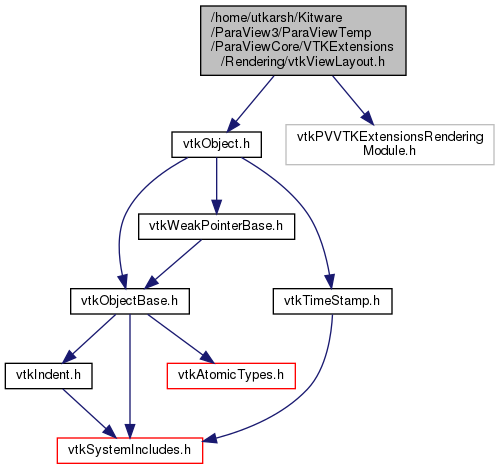 /home/utkarsh/Kitware
/ParaView3/ParaViewTemp
/ParaViewCore/VTKExtensions
/Rendering/vtkViewLayout.h
vtkObject.h
vtkPVVTKExtensionsRendering
Module.h
vtkWeakPointerBase.h
vtkObjectBase.h
vtkTimeStamp.h
vtkIndent.h
vtkAtomicTypes.h
vtkSystemIncludes.h